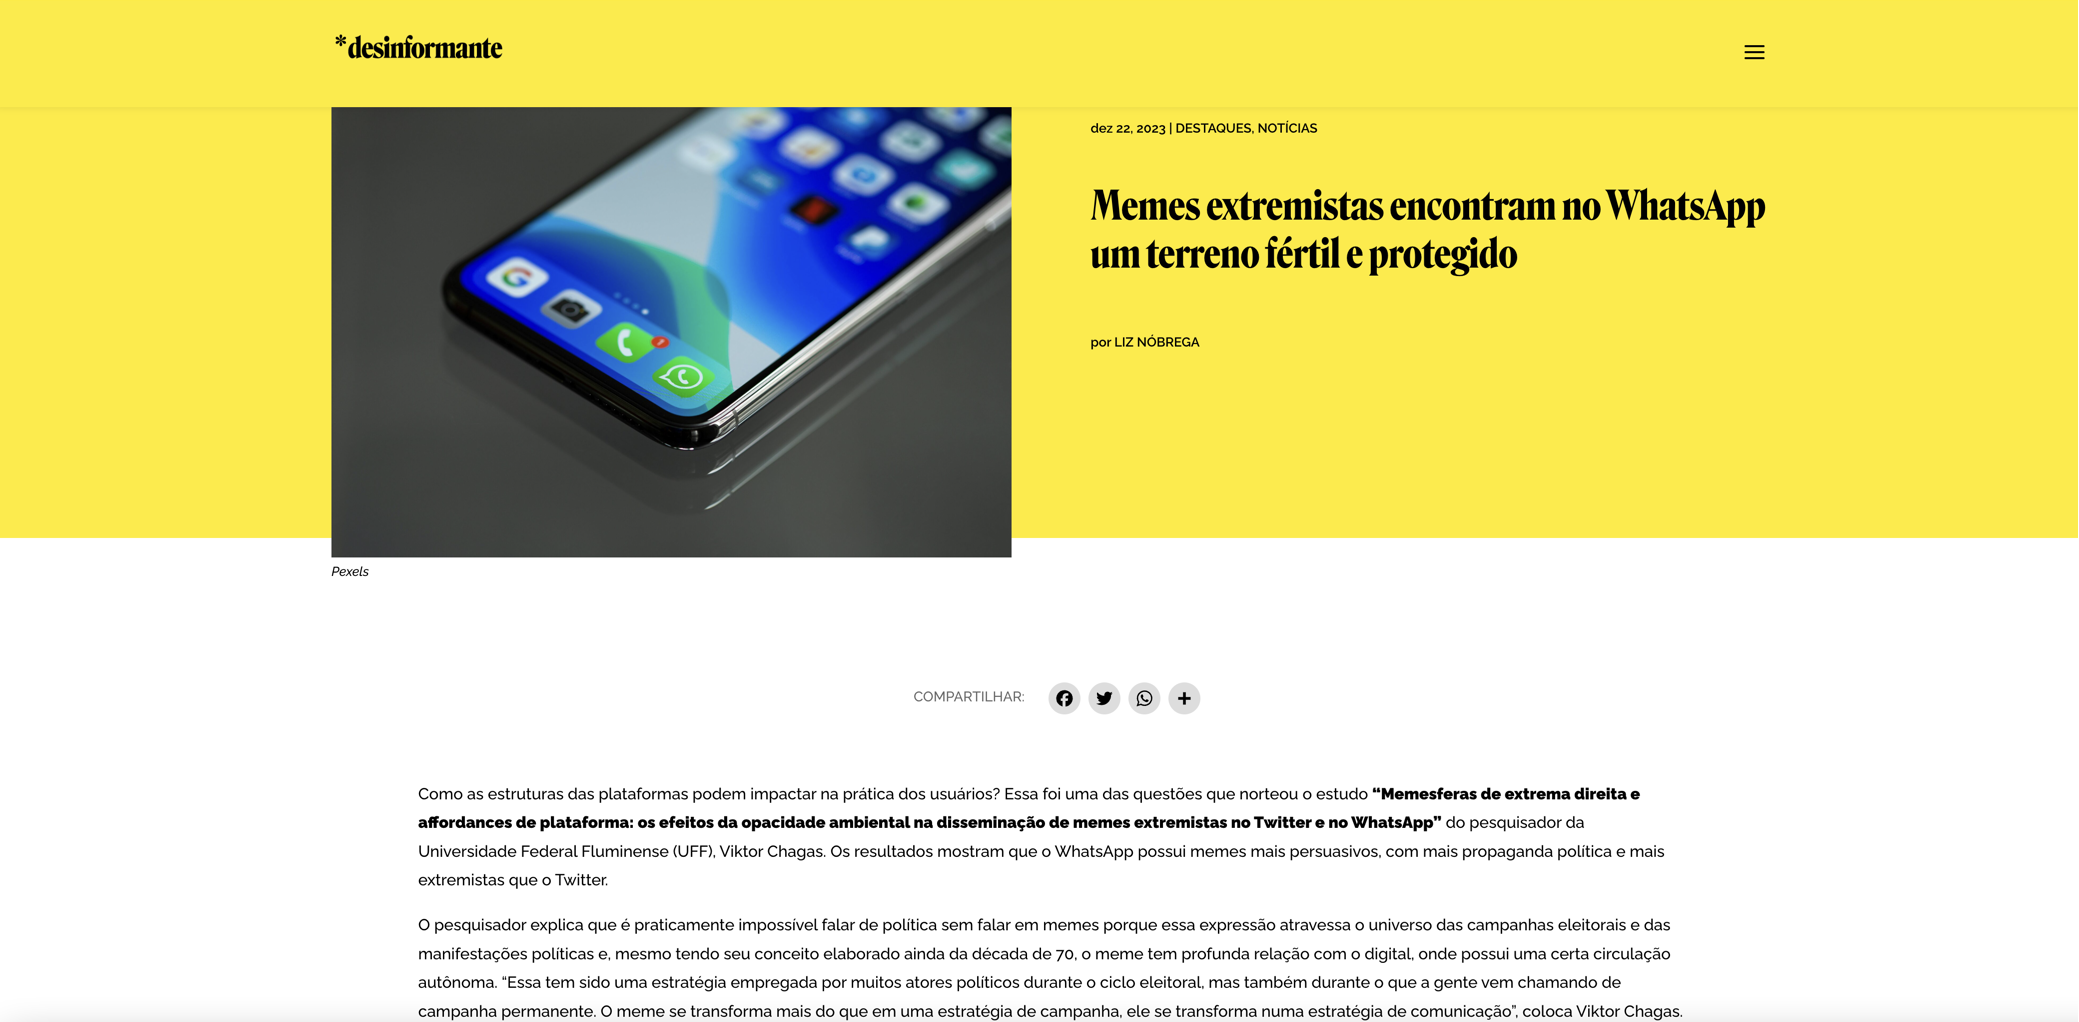 *desinformante
dez 22, 2023 | DESTAQUES, NOTÍCIAS
Memes extremistas encontram no WhatsApp
um terreno fértil e protegido
por LIZ NÓBREGA
1
Pexels
COMPARTILHAR:
Como as estruturas das plataformas podem impactar na prática dos usuários? Essa foi uma das questões que norteou o estudo “Memesferas de extrema direita e
affordances de plataforma: os efeitos da opacidade ambiental na disseminação de memes extremistas no Twitter e no WhatsApp” do pesquisador da
Universidade Federal Fluminense (UFF), Viktor Chagas. Os resultados mostram que o WhatsApp possui memes mais persuasivos, com mais propaganda política e mais
extremistas que o Twitter.
O pesquisador explica que é praticamente impossível falar de política sem falar em memes porque essa expressão atravessa o universo das campanhas eleitorais e das
manifestações políticas e, mesmo tendo seu conceito elaborado ainda da década de 70, o meme tem profunda relação com o digital, onde possui uma certa circulação
autônoma. “Essa tem sido uma estratégia empregada por muitos atores políticos durante o ciclo eleitoral, mas também durante o que a gente vem chamando de
campanha permanente. O meme se transforma mais do que em uma estratégia de campanha, ele se transforma numa estratégia de comunicação”, coloca Viktor Chagas.